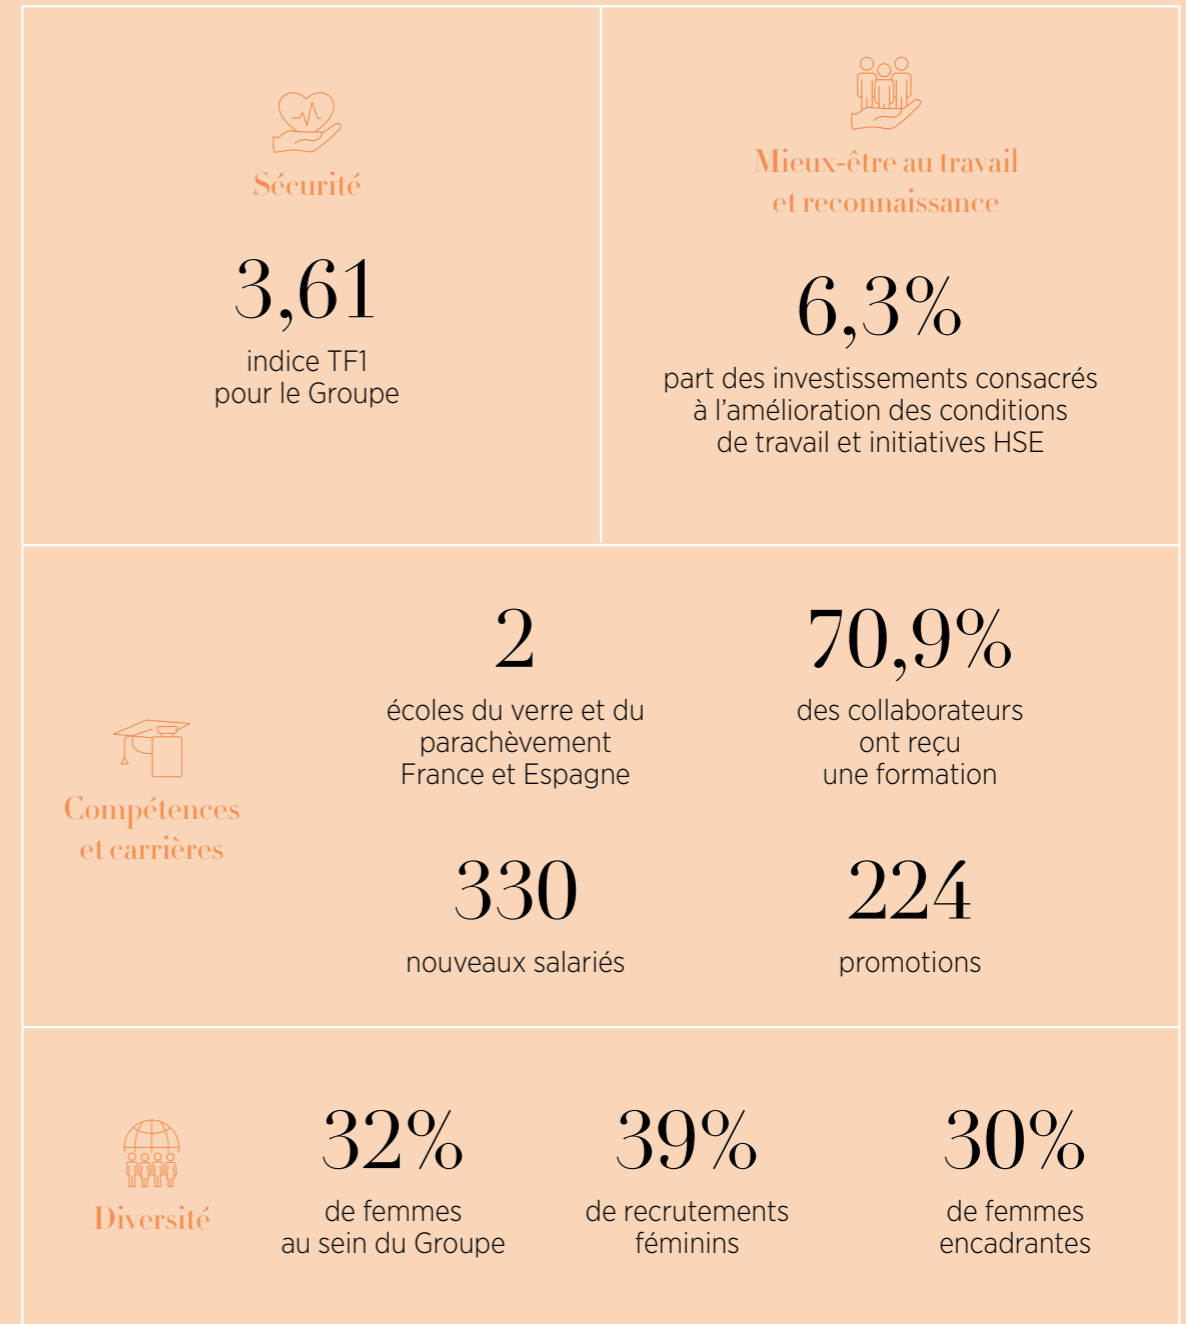 Sécurité
3,61
indice TF1
pour le Groupe
Mieux-être au travail
et reconnaissance
6,3%
part des investissements consacrés
à l’amélioration des conditions
de travail et initiatives HSE
Compétences
et carrières
2
écoles du verre et du
parachèvement
France et Espagne
70,9%
des collaborateurs
ont reçu
une formation
330
nouveaux salariés
224
promotions
Diversité
32%
de femmes
au sein du Groupe
39%
de recrutements
féminins
30%
de femmes
encadrantes